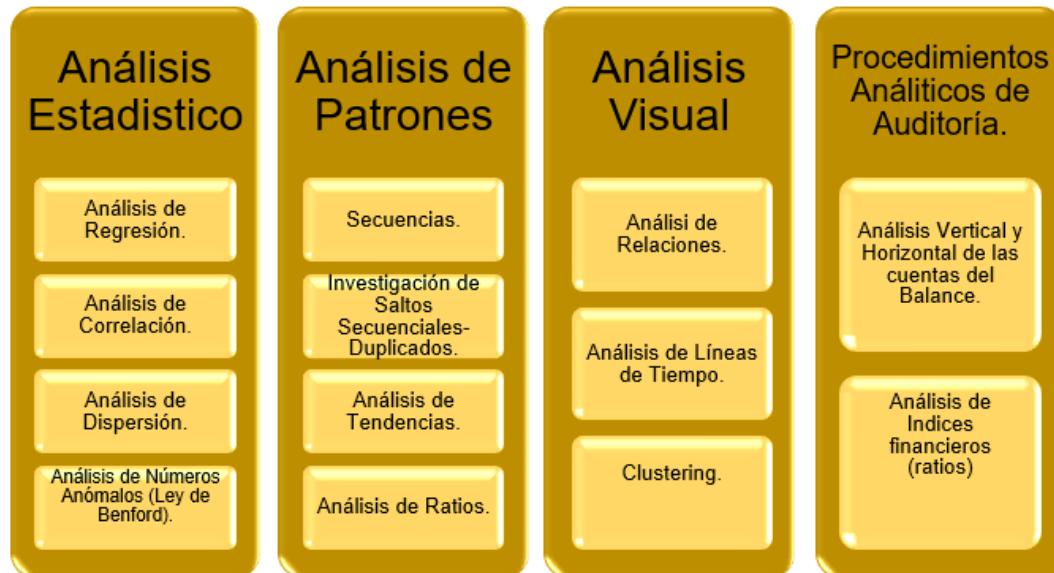 Análisis
Estadistico
Análisis de
Regresión.
Análisis de
Correlación.
Análisis de
Dispersión.
Análisis de Números
Anómalos (Ley de
Benford).
Análisis de
Patrones
Secuencias.
Investigación de
Saltos
Secuenciales-
Duplicados.
Análisis de
Tendencias.
Análisis de Ratios.
Análisis
Visual
Análisi de
Relaciones.
Análisis de Líneas
de Tiempo.
Clustering.
Procedimientos
Análiticos de
Auditoría.
Análisis Vertical y
Horizontal de las
cuentas del
Balance.
Análisis de
Indices
financieros
(ratios)